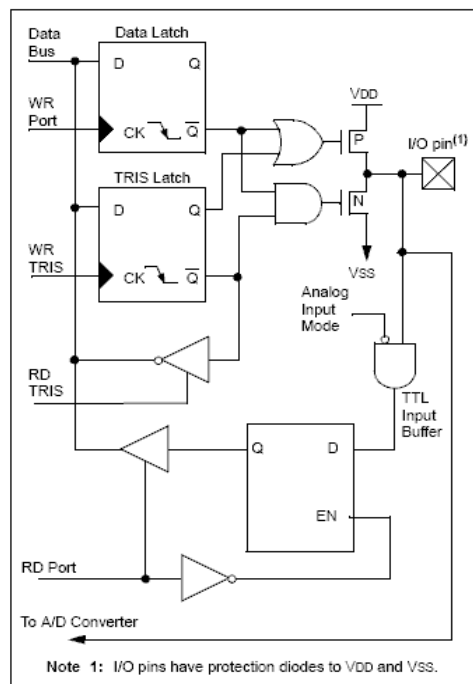 Data
Bus
Data Latch
D
Q
WR
Port
CK
Q
VDD
P
I/O pin(1)
TRIS Latch
D
Q
N
WR
TRIS
CK
Q
VSS
Analog
Input
Mode
RD
TRIS
TTL
Input
Buffer
Q
D
EN
RD Port
To A/D Converter
Note 1: I/O pins have protection diodes to VDD and VSS.